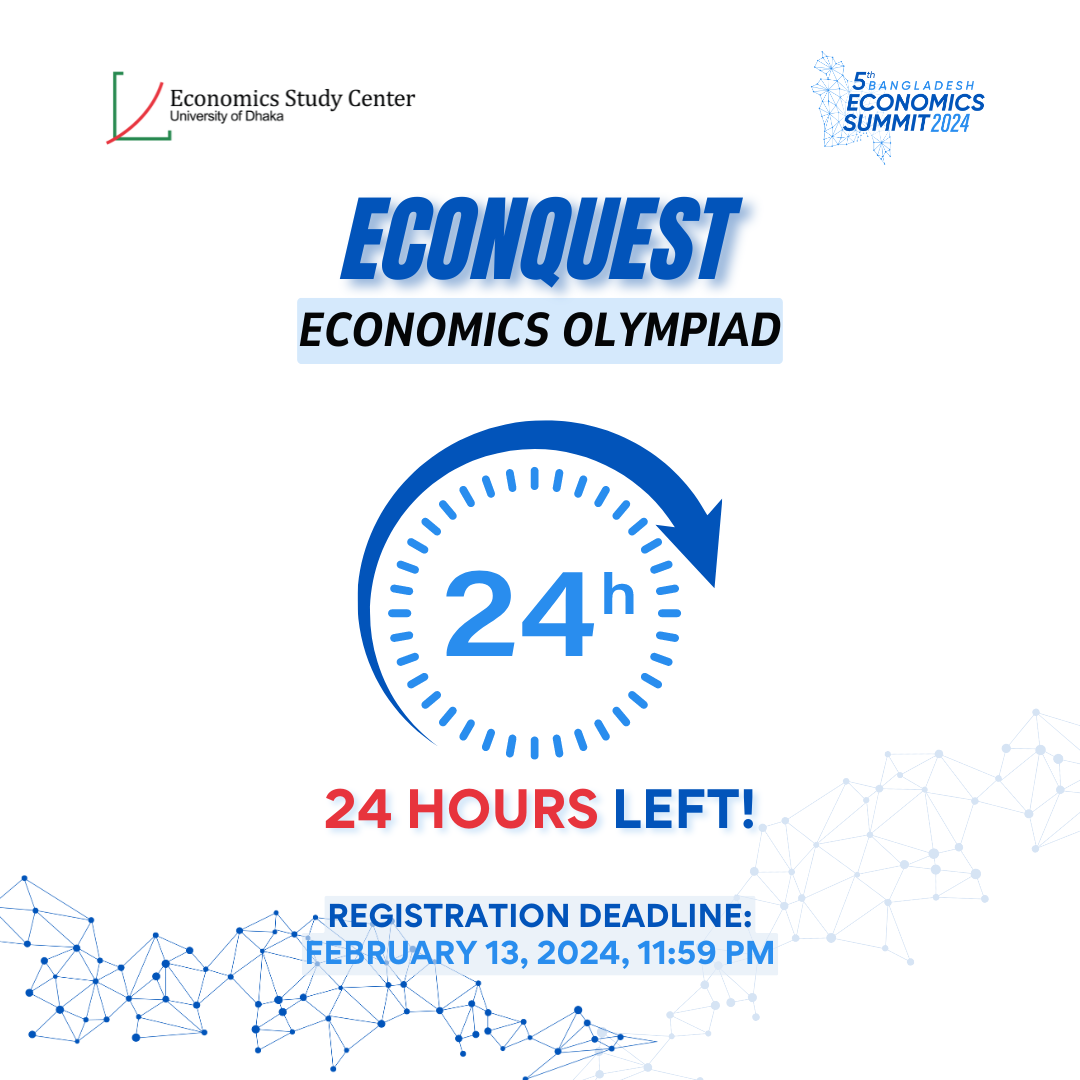 Economics Study Center
University of Dhaka
5th
BANGLADESH
ECONOMICS
SUMMIT 2024
ECONQUEST
ECONOMICS OLYMPIAD
24h
24 HOURS LEFT!
REGISTRATION DEADLINE:
FEBRUARY 13, 2024, 11:59 PM